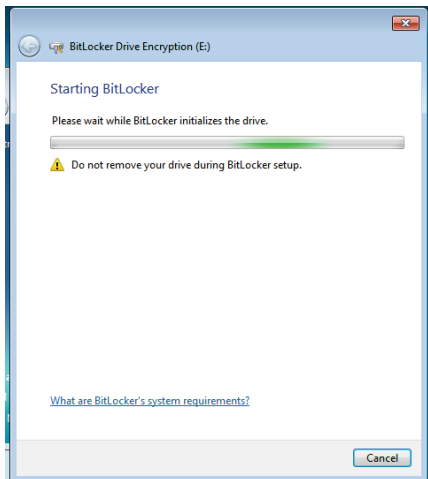 BitLocker Drive Encryption (E:)
Starting BitLocker
Please wait while BitLocker initializes the drive.
Do not remove your drive during BitLocker setup.
What are BitLocker's system requirements?
Cancel